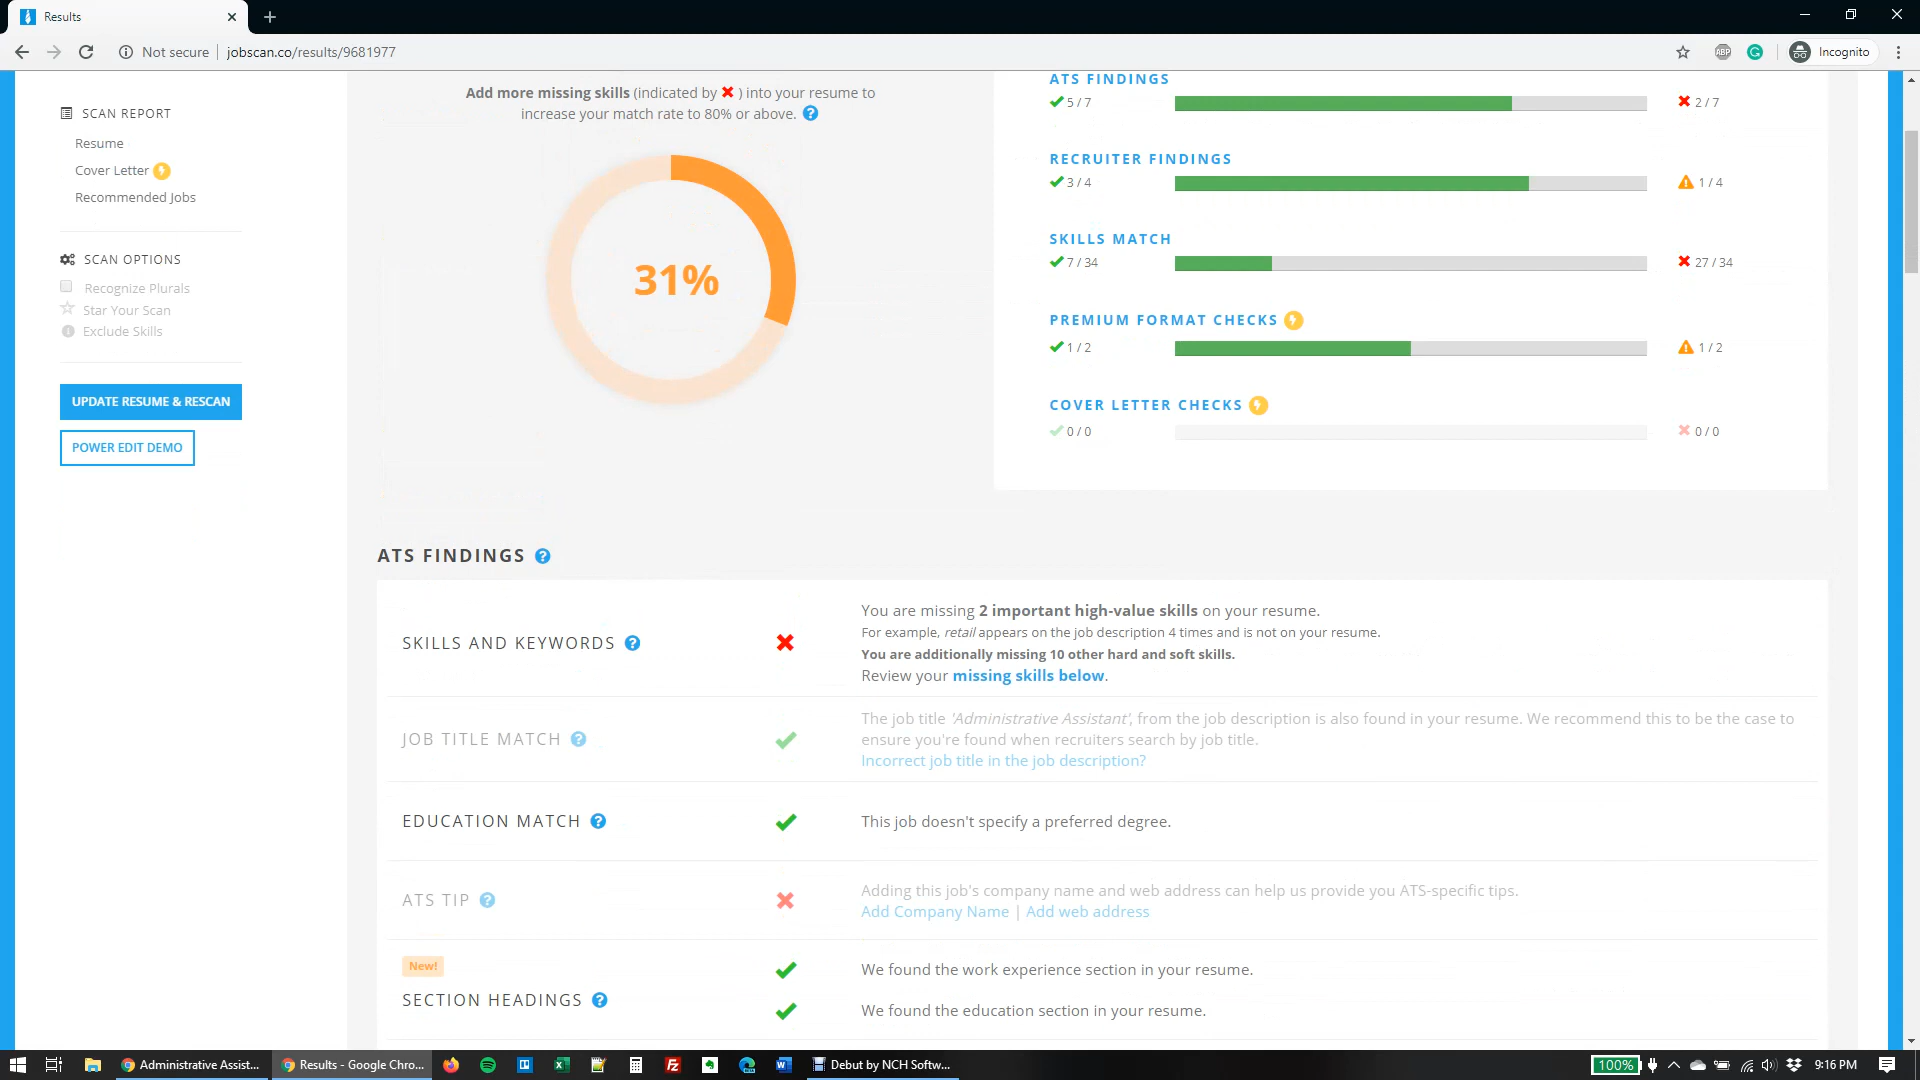 Results
Not secure
jobscan.co/results/9681977
ABP
Incognito
SCAN REPORT
Resume
Cover Letter
Recommended Jobs
SCAN OPTIONS
Recognize Plurals
Star Your Scan
Exclude Skills
UPDATE RESUME & RESCAN
POWER EDIT DEMO
Add more missing skills (indicated by ) into your resume to
increase your match rate to 80% or above.
31%
ATS FINDINGS
5 / 7
2 / 7
RECRUITER FINDINGS
3 / 4
1 / 4
SKILLS MATCH
7 / 34
27 / 34
PREMIUM FORMAT CHECKS
1 / 2
1 / 2
COVER LETTER CHECKS
0 / 0
0 / 0
ATS FINDINGS
SKILLS AND KEYWORDS
You are missing 2 important high-value skills on your resume.
For example, retail appears on the job description 4 times and is not on your resume.
You are additionally missing 10 other hard and soft skills.
Review your missing skills below.
JOB TITLE MATCH
The job title 'Administrative Assistant', from the job description is also found in your resume. We recommend this to be the case to
ensure you're found when recruiters search by job title.
Incorrect job title in the job description?
EDUCATION MATCH
This job doesn't specify a preferred degree.
ATS TIP
Adding this job's company name and web address can help us provide you ATS-specific tips.
Add Company Name | Add web address
New!
SECTION HEADINGS
We found the work experience section in your resume.
We found the education section in your resume.
Administrative Assist...
Results - Google Chro...
Debut by NCH Softw...
100%
9:16 PM